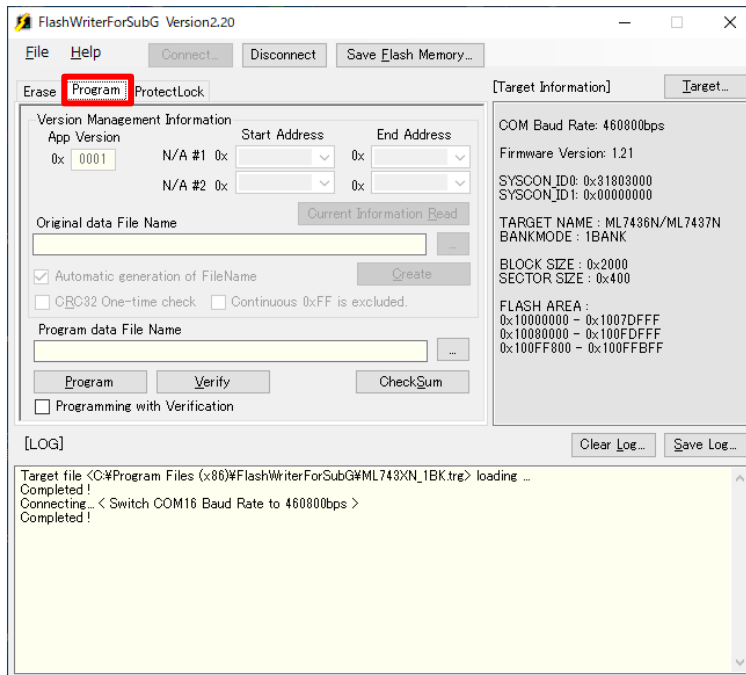 FlashWriterForSubG Version2.20
File Help Connect... Disconnect Save Flash Memory...
Erase Program ProtectLock
Version Management Information
App Version Start Address End Address
0x 0001 N/A #1 0x 0x
N/A #2 0x 0x
Current Information Read
Original data File Name
...
Automatic generation of FileName Create
CRC32 One-time check Continuous 0xFF is excluded.
Program data File Name
...
Program Verify CheckSum
Programming with Verification
[Target Information] Target...
COM Baud Rate: 460800bps
Firmware Version: 1.21
SYSCON_ID0: 0x31803000
SYSCON_ID1: 0x00000000
TARGET NAME : ML7436N/ML7437N
BANKMODE : 1BANK
BLOCK SIZE : 0x2000
SECTOR SIZE : 0x400
FLASH AREA :
0x10000000 - 0x1007DFFF
0x10080000 - 0x100FDFFF
0x100FF800 - 0x100FFBFF
[LOG] Clear Log... Save Log...
Target file <C:¥Program Files (x86)¥FlashWriterForSubG¥ML743XN_1BK.trg> loading ...
Completed !
Connecting... < Switch COM16 Baud Rate to 460800bps >
Completed !